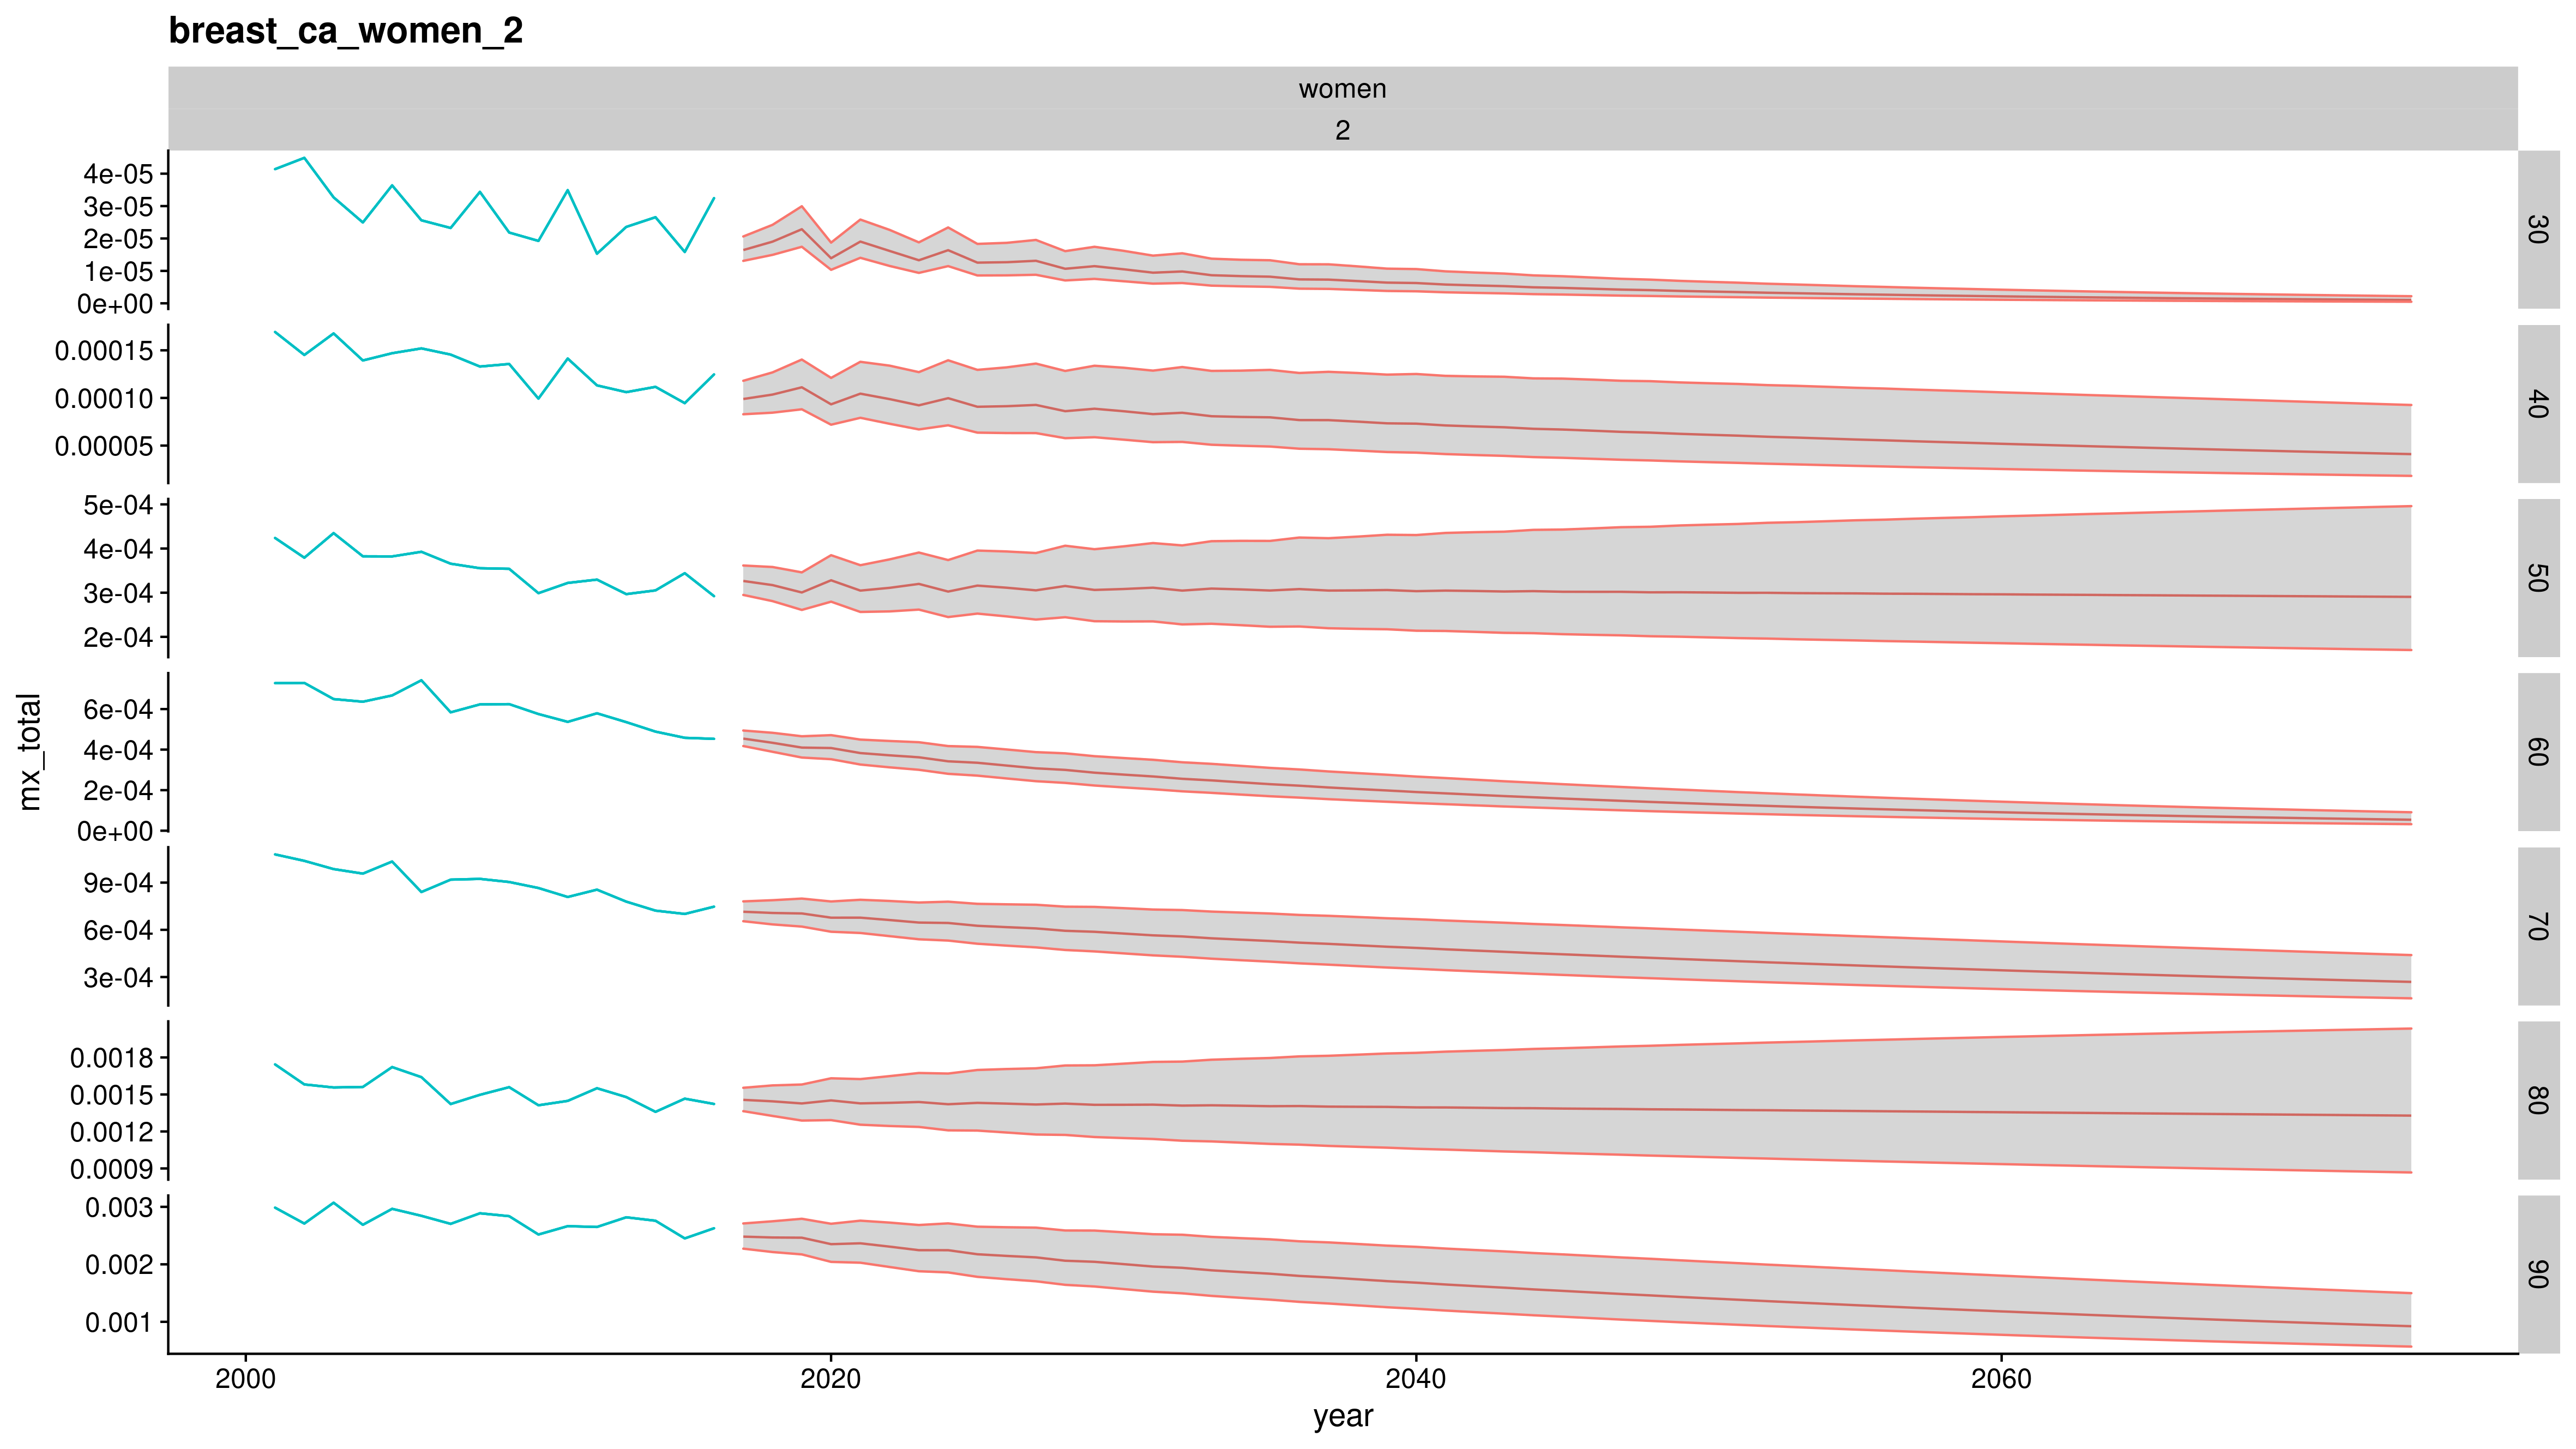 breast_ca_women_2
women
2
4e-05
3e-05
2e-05
1e-05
0e+00
30
0.00015
0.00010
0.00005
40
5e-04
4e-04
3e-04
2e-04
50
6e-04
4e-04
2e-04
0e+00
60
9e-04
6e-04
3e-04
70
0.0018
0.0015
0.0012
0.0009
80
0.003
0.002
0.001
90
mx_total
2000 2020 2040 2060
year